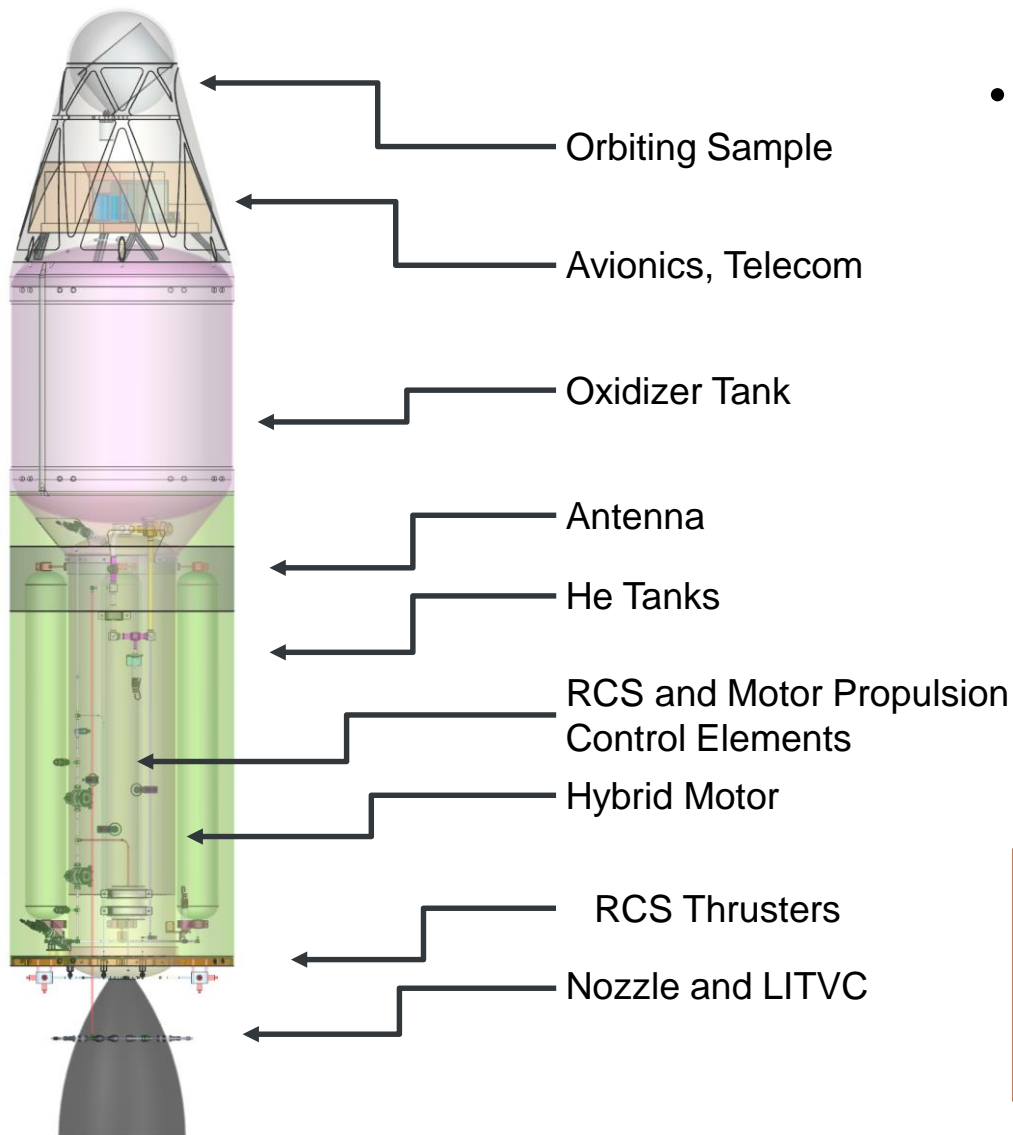 •
Orbiting Sample
Avionics, Telecom
Oxidizer Tank
Antenna
He Tanks
RCS and Motor Propulsion
Control Elements
Hybrid Motor
RCS Thrusters
Nozzle and LITVC